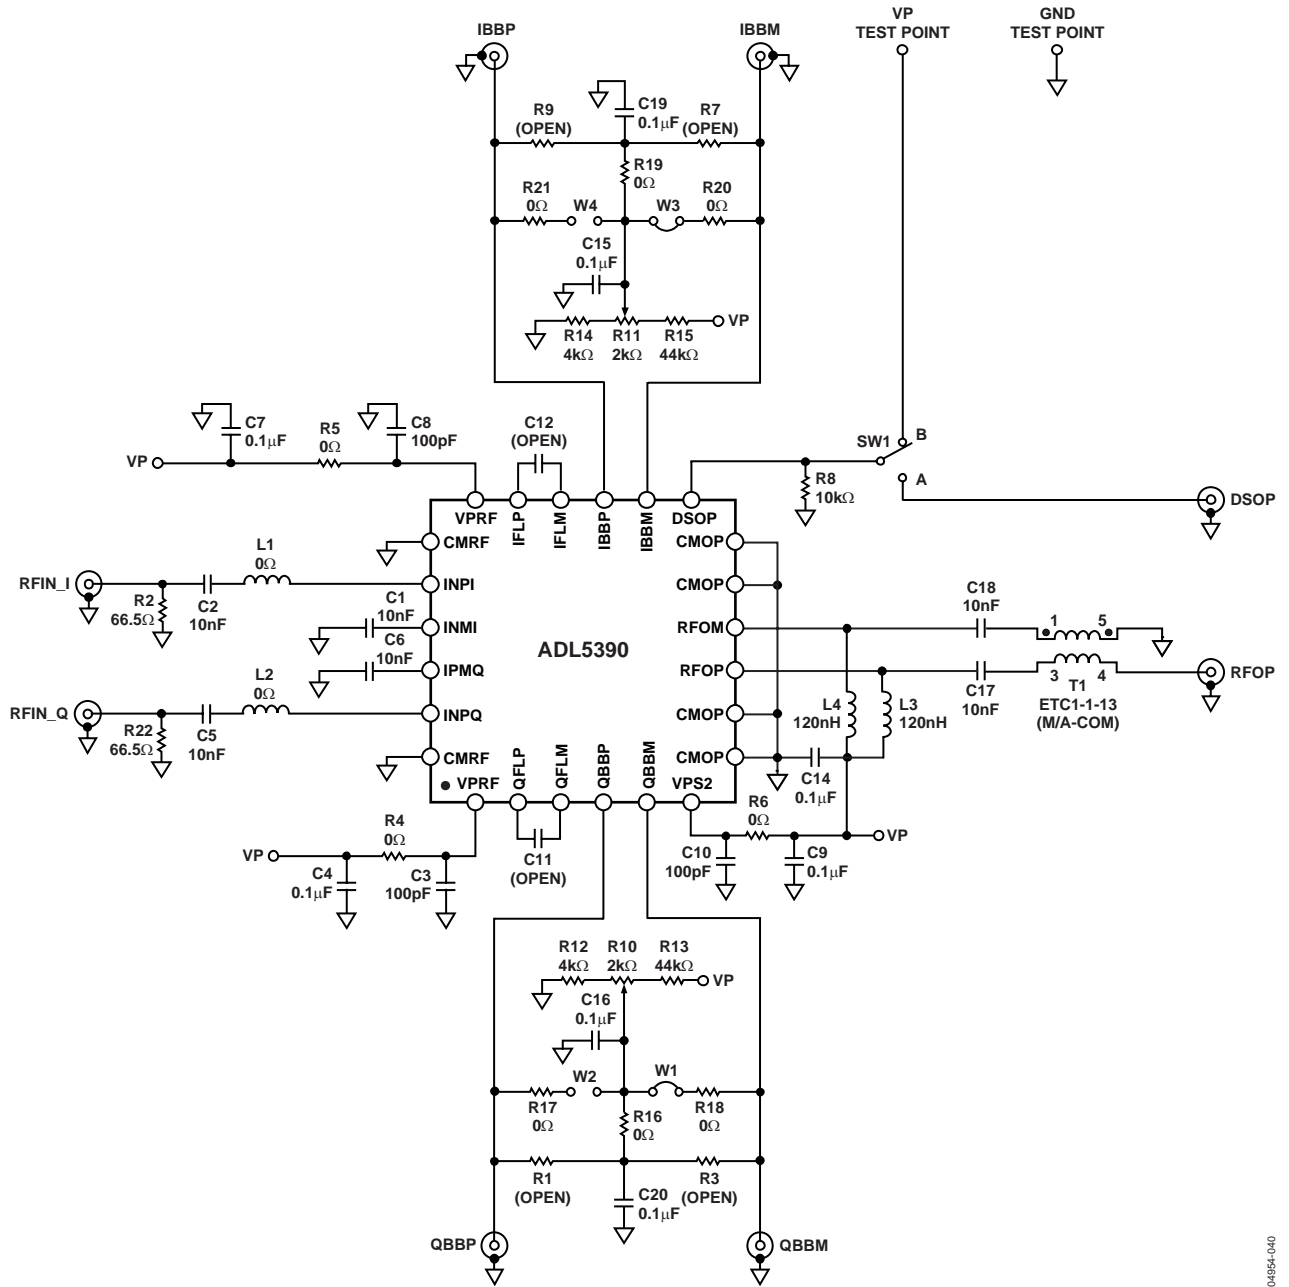 IBBP
IBBM
VP
TEST POINT
GND
TEST POINT
R9
(OPEN)
C19
0.1μF
R7
(OPEN)
R19
0Ω
R21
0Ω
W4
W3
R20
0Ω
C15
0.1μF
VP
R14
4kΩ
R11
2kΩ
R15
44kΩ
C7
0.1μF
R5
0Ω
C8
100pF
C12
(OPEN)
VP
SW1
B
A
R8
10kΩ
DSOP
VPRF
IFLP
IFLM
IBBP
IBBM
DSOP
CMRF
CMOP
RFIN_I
L1
0Ω
INPI
CMOP
R2
66.5Ω
C2
10nF
C1
10nF
INMI
RFOM
C18
10nF
1
5
C6
10nF
IPMQ
ADL5390
RFOP
C17
10nF
3
4
T1
ETC1-1-13
(M/A-COM)
RFOP
RFIN_Q
L2
0Ω
INPQ
CMOP
L4
120nH
L3
120nH
R22
66.5Ω
C5
10nF
CMRF
CMOP
VPRF
QFLP
QFLM
QBBP
QBBM
VPS2
C14
0.1μF
VP
R4
0Ω
C4
0.1μF
C3
100pF
C11
(OPEN)
R6
0Ω
VP
C10
100pF
C9
0.1μF
R12
4kΩ
R10
2kΩ
R13
44kΩ
VP
C16
0.1μF
W2
W1
R17
0Ω
R16
0Ω
R18
0Ω
R1
(OPEN)
C20
0.1μF
R3
(OPEN)
QBBP
QBBM
04954-040